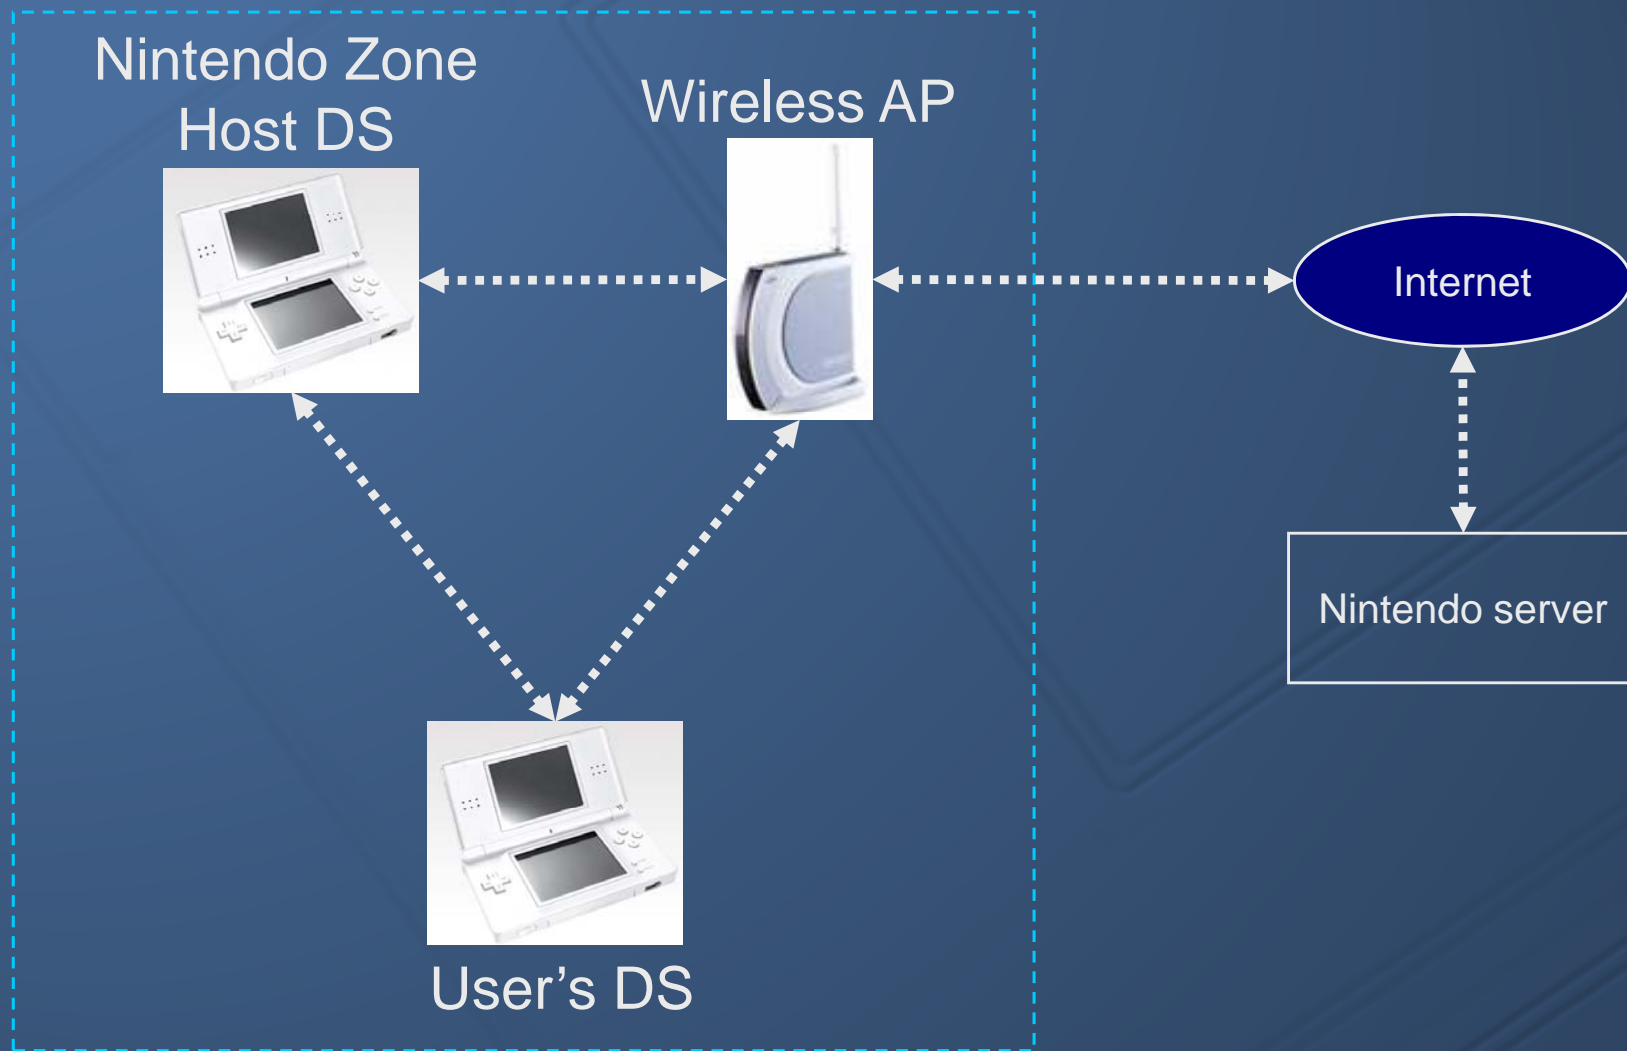 Nintendo Zone
Host DS
Wireless AP
Internet
Nintendo server
User’s DS